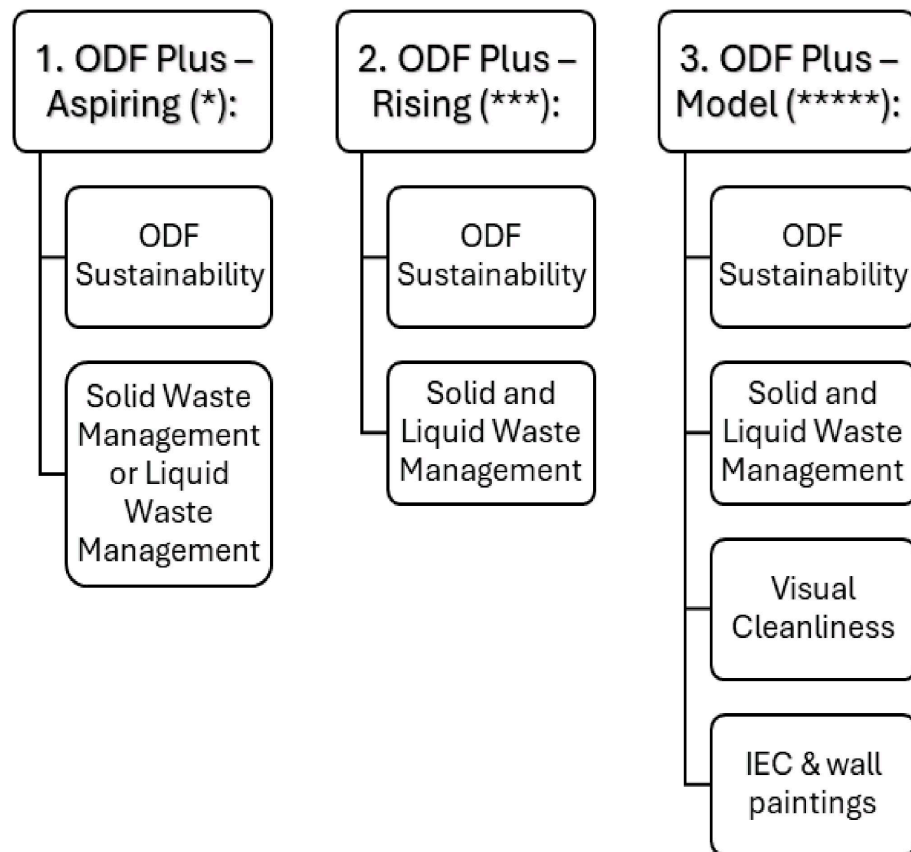 1. ODF Plus –
Aspiring (*):
ODF
Sustainability
Solid Waste
Management
or Liquid
Waste
Management
2. ODF Plus –
Rising (***):
ODF
Sustainability
Solid and
Liquid Waste
Management
3. ODF Plus –
Model (*****):
ODF
Sustainability
Solid and
Liquid Waste
Management
Visual
Cleanliness
IEC & wall
paintings